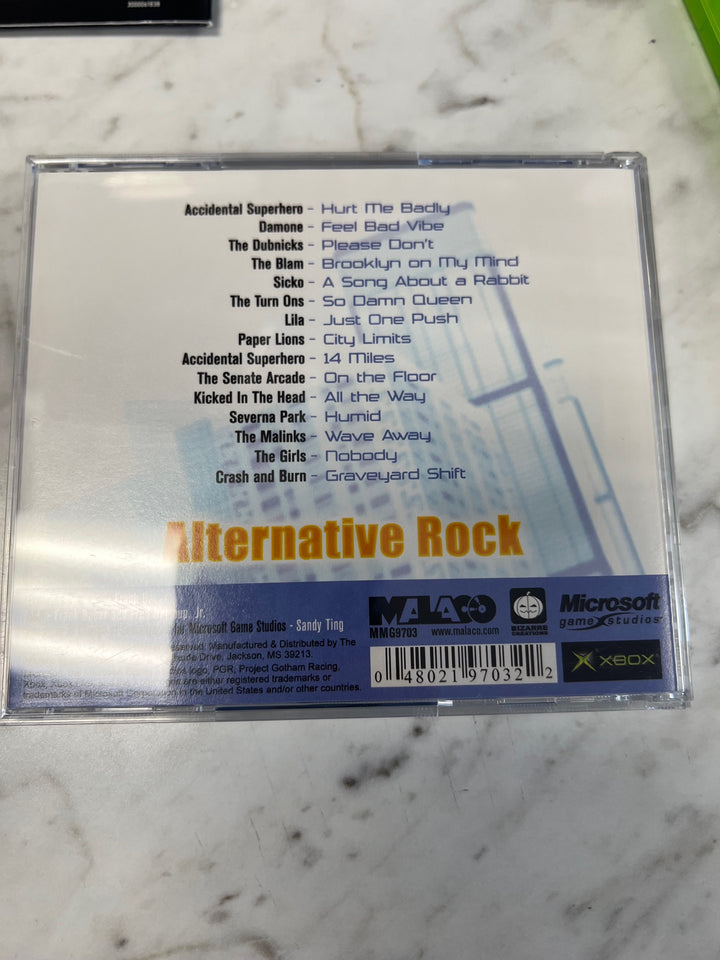 3000061838
Accidental Superhero - Hurt Me Badly
Damone - Feel Bad Vibe
The Dubnicks - Please Don't
The Blam - Brooklyn on My Mind
Sicko - A Song About a Rabbit
The Turn Ons - So Damn Queen
Lila - Just One Push
Paper Lions - City Limits
Accidental Superhero - 14 Miles
The Senate Arcade - On the Floor
Kicked In The Head - All the Way
Severna Park - Humid
The Malinks - Wave Away
The Girls - Nobody
Crash and Burn - Graveyard Shift
Alternative Rock
Jr.
for Microsoft Game Studios - Sandy Ting
Manufactured & Distributed by The
Drive, Jackson, MS 39213.
logo, PGR, Project Gotham Racing,
are either registered trademarks or
trademarks of Microsoft Corporation in the United States and/or other countries.
MALACO
MMG9703 www.malaco.com
BIZARRE
CREATIONS
Microsoft
game studios
0 48021 97032 2
XBOX